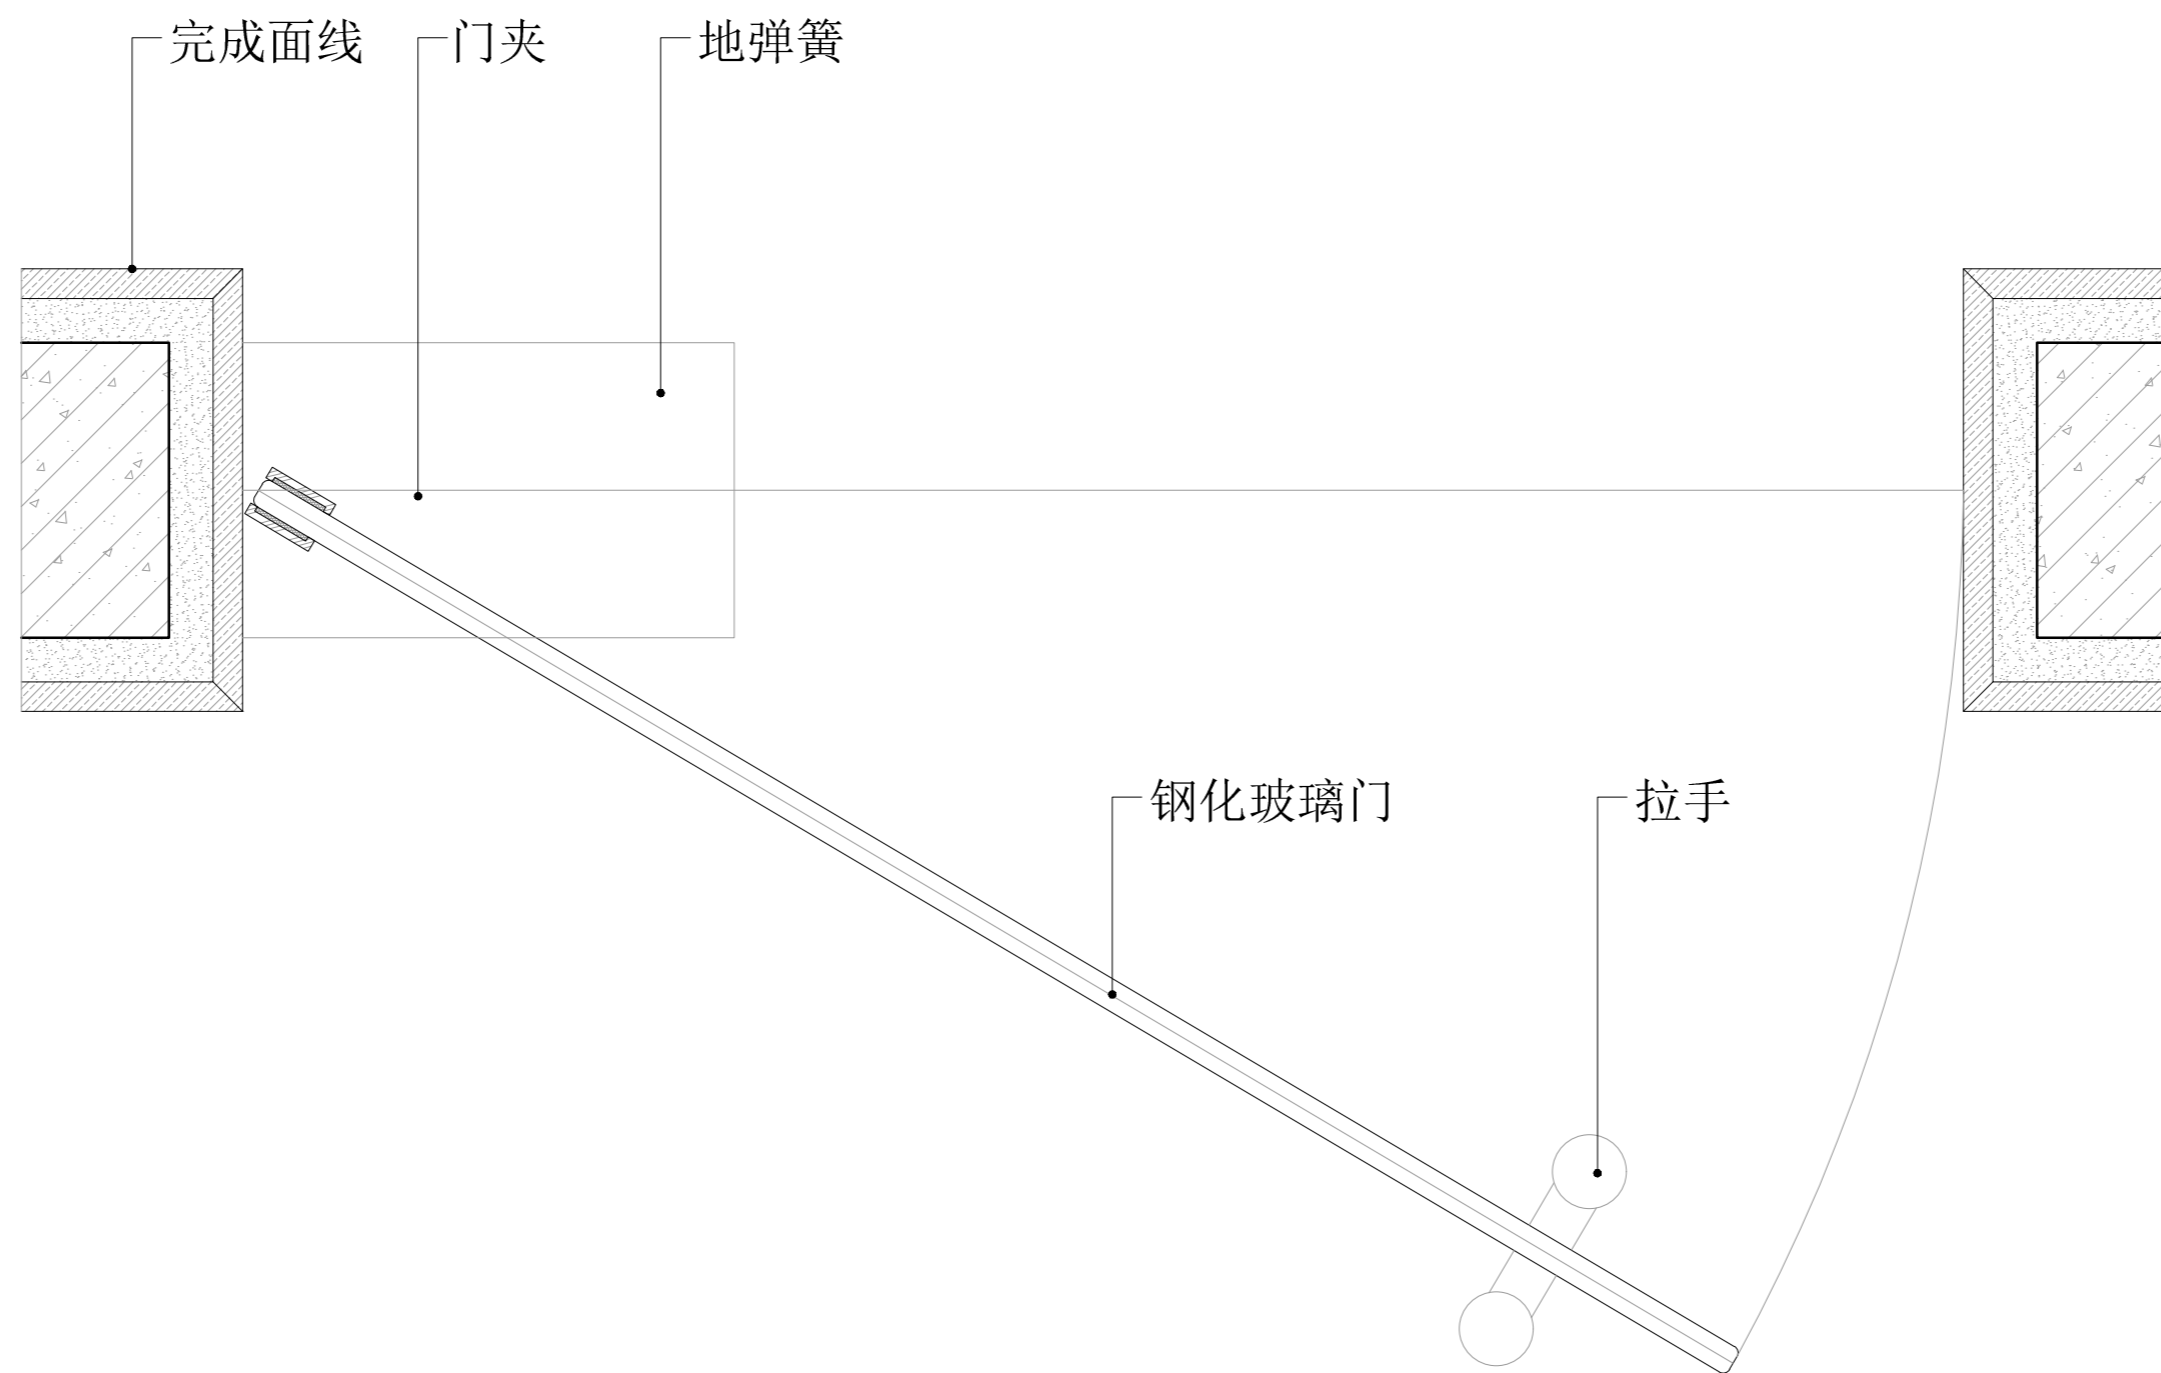 完成面线
门夹
地弹簧
钢化玻璃门
拉手